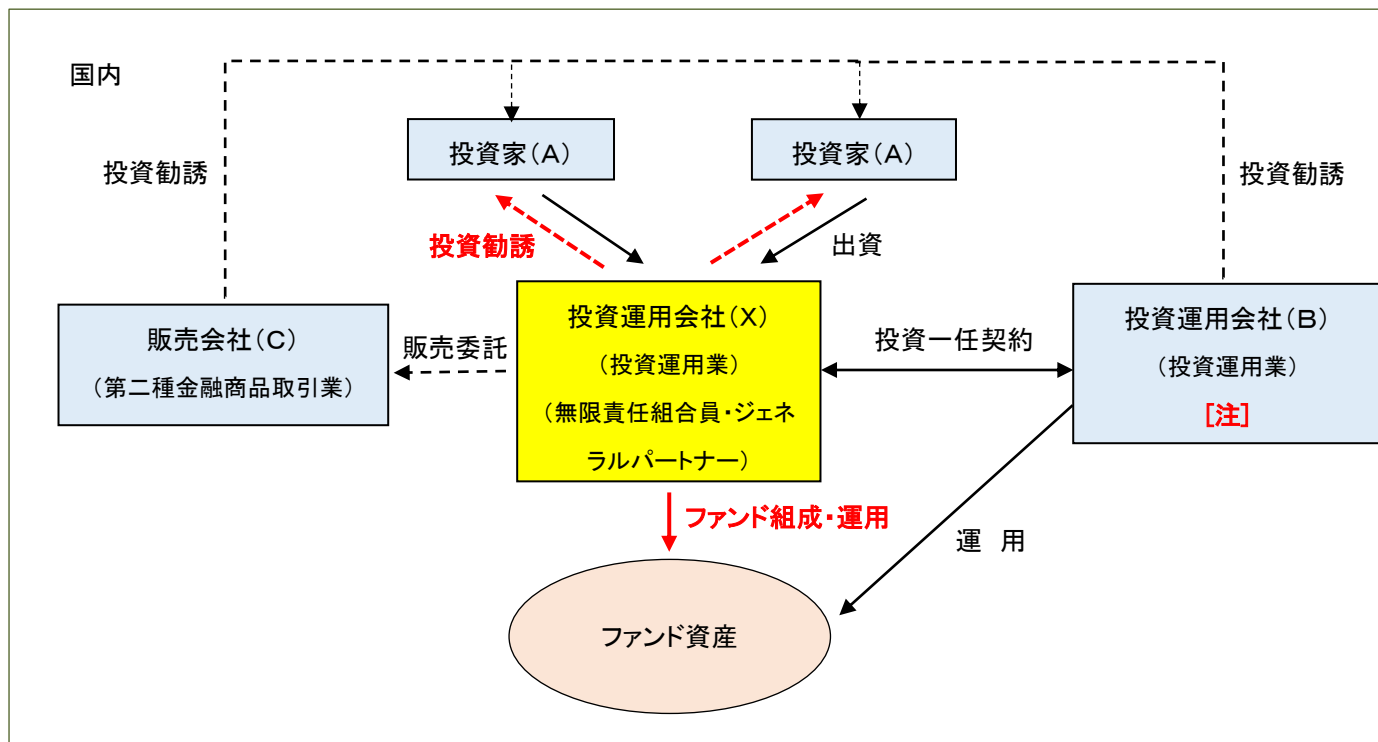 国内
投資家(A)
投資家(A)
投資勧誘
投資勧誘
投資勧誘
出資
投資運用会社(X)
(投資運用業)
(無限責任組合員・ジェネ
ラルパートナー)
販売会社(C)
(第二種金融商品取引業)
販売委託
投資一任契約
投資運用会社(B)
(投資運用業)
[注]
ファンド組成・運用
運 用
ファンド資産